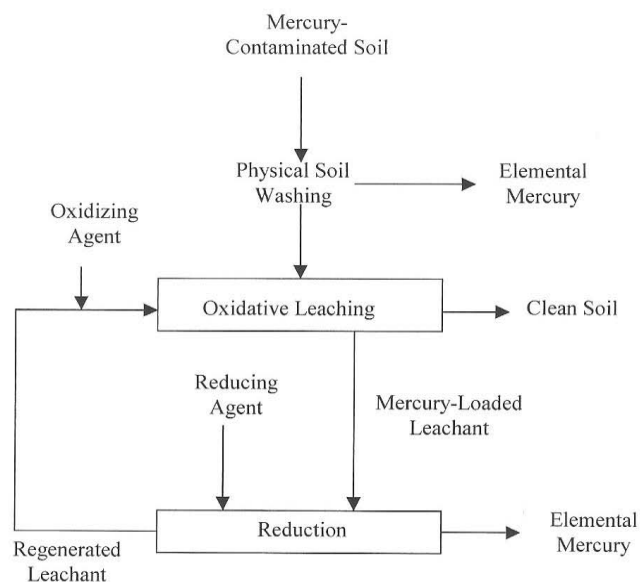 Mercury-
Contaminated Soil
Physical Soil
Washing
Elemental
Mercury
Oxidizing
Agent
Oxidative Leaching
Clean Soil
Reducing
Agent
Mercury-Loaded
Leachant
Reduction
Elemental
Mercury
Regenerated
Leachant